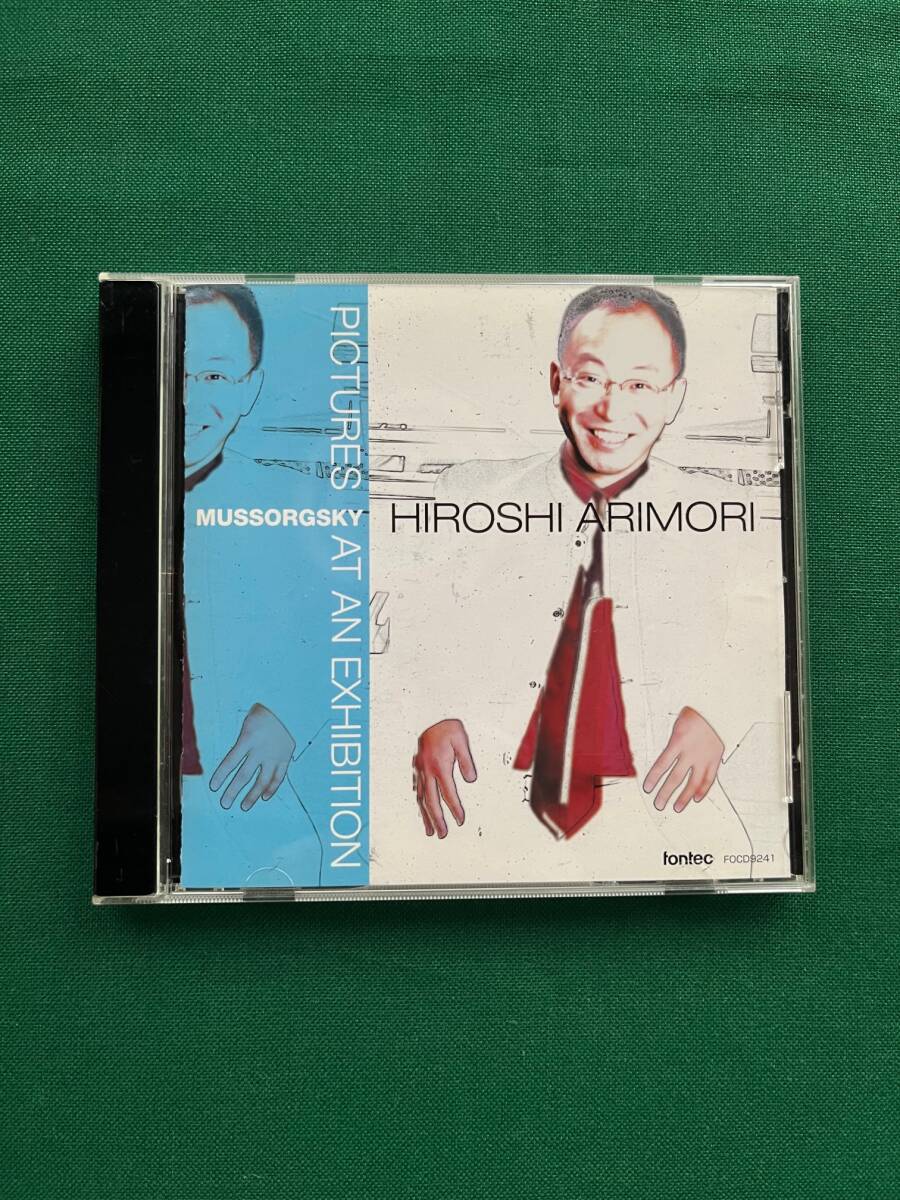 PICTURES AT AN EXHIBITION
MUSSORGSKY
HIROSHI ARIMORI
fontec FOCD9241